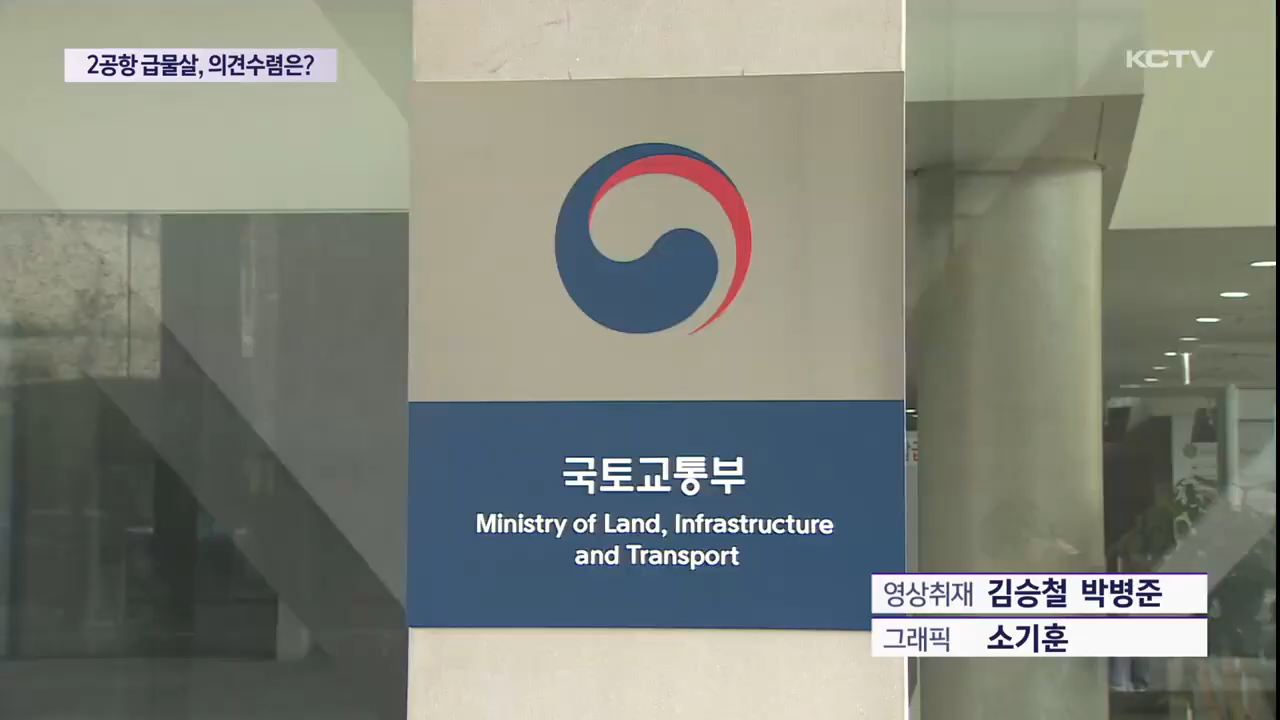 2공항 급물살, 의견수렴은?
KCTV
국토교통부
Ministry of Land, Infrastructure
and Transport
영상취재 김승철 박병준
그래픽 소기훈